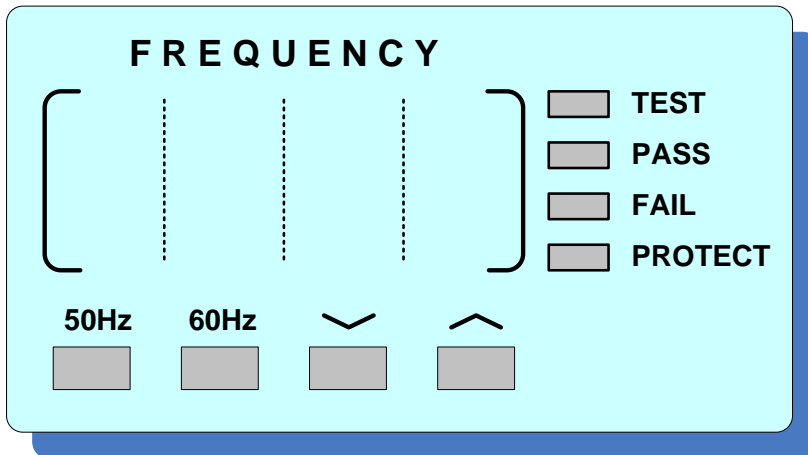 FREQUENCY
TEST
PASS
FAIL
PROTECT
50Hz 60Hz